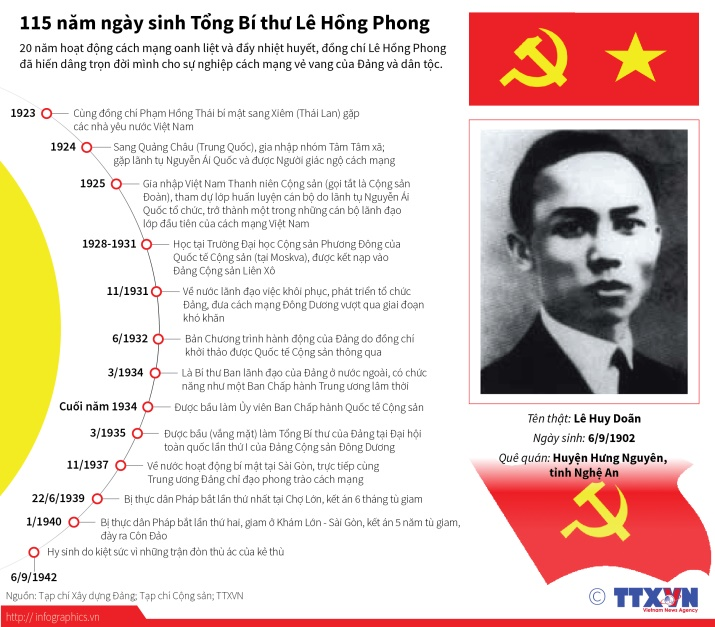 115 năm ngày sinh Tổng Bí thư Lê Hồng Phong
20 năm hoạt động cách mạng oanh liệt và đầy nhiệt huyết, đồng chí Lê Hồng Phong
đã hiến dâng trọn đời mình cho sự nghiệp cách mạng vẻ vang của Đảng và dân tộc.
1923
Cùng đồng chí Phạm Hồng Thái bí mật sang Xiêm (Thái Lan) gặp
các nhà yêu nước Việt Nam
1924
Sang Quảng Châu (Trung Quốc), gia nhập nhóm Tâm Tâm xã;
gặp lãnh tụ Nguyễn Ái Quốc và được Người giác ngộ cách mạng
1925
Gia nhập Việt Nam Thanh niên Cộng sản (gọi tắt là Cộng sản
Đoàn), tham dự lớp huấn luyện cán bộ do lãnh tụ Nguyễn Ái
Quốc tổ chức, trở thành một trong những cán bộ lãnh đạo
lớp đầu tiên của cách mạng Việt Nam
1928-1931
Học tại Trường Đại học Cộng sản Phương Đông của
Quốc tế Cộng sản (tại Moskva), được kết nạp vào
Đảng Cộng sản Liên Xô
11/1931
Về nước lãnh đạo việc khôi phục, phát triển tổ chức
Đảng, đưa cách mạng Đông Dương vượt qua giai đoạn
khó khăn
6/1932
Bản Chương trình hành động của Đảng do đồng chí
khởi thảo được Quốc tế Cộng sản thông qua
3/1934
Là Bí thư Ban lãnh đạo của Đảng ở nước ngoài, có chức
năng như một Ban Chấp hành Trung ương lâm thời
Cuối năm 1934
Được bầu làm Ủy viên Ban Chấp hành Quốc tế Cộng sản
3/1935
Được bầu (vắng mặt) làm Tổng Bí thư của Đảng tại Đại hội
toàn quốc lần thứ I của Đảng Cộng sản Đông Dương
11/1937
Về nước hoạt động bí mật tại Sài Gòn, trực tiếp cùng
Trung ương Đảng chỉ đạo phong trào cách mạng
22/6/1939
Bị thực dân Pháp bắt lần thứ nhất tại Chợ Lớn, kết án 6 tháng tù giam
1/1940
Bị thực dân Pháp bắt lần thứ hai, giam ở Khám Lớn - Sài Gòn, kết án 5 năm tù giam,
đày ra Côn Đảo
Hy sinh do kiệt sức vì những trận đòn thù ác của kẻ thù
6/9/1942
Tên thật: Lê Huy Doãn
Ngày sinh: 6/9/1902
Quê quán: Huyện Hưng Nguyên,
tỉnh Nghệ An
Nguồn: Tạp chí Xây dựng Đảng; Tạp chí Cộng sản; TTXVN
http:// infographics.vn
© TTXVN
Vietnam News Agency